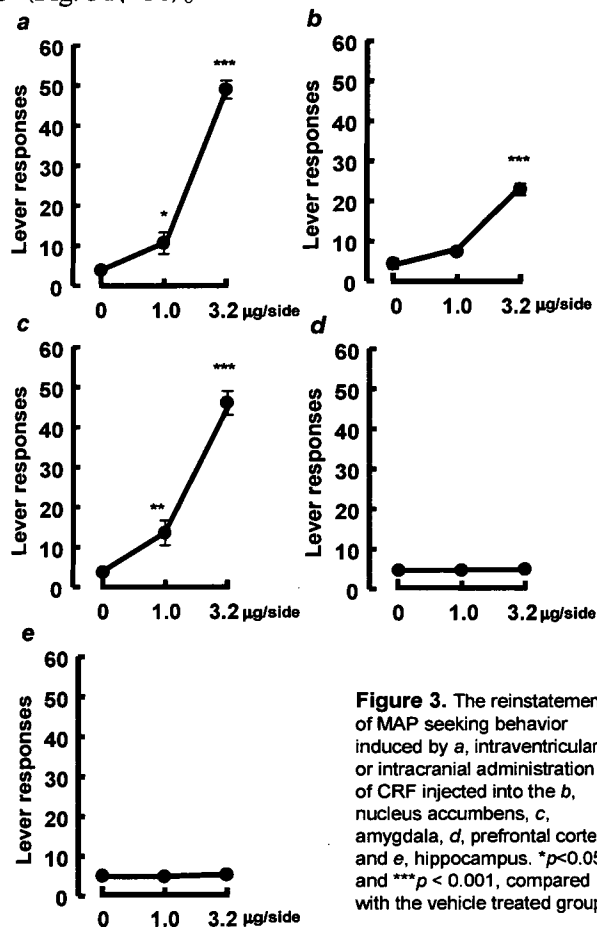 a
60
50
40
30
20
10
0
Lever responses
*
***
0 1.0 3.2 µg/side
b
60
50
40
30
20
10
0
Lever responses
***
0 1.0 3.2 µg/side
c
60
50
40
30
20
10
0
Lever responses
**
***
0 1.0 3.2 µg/side
d
60
50
40
30
20
10
0
Lever responses
0 1.0 3.2 µg/side
e
60
50
40
30
20
10
0
Lever responses
0 1.0 3.2 µg/side
Figure 3. The reinstatemen
of MAP seeking behavior
induced by a, intraventricular
or intracranial administration
of CRF injected into the b,
nucleus accumbens, c,
amygdala, d, prefrontal corte
and e, hippocampus. *p<0.05
and ***p < 0.001, compared
with the vehicle treated group